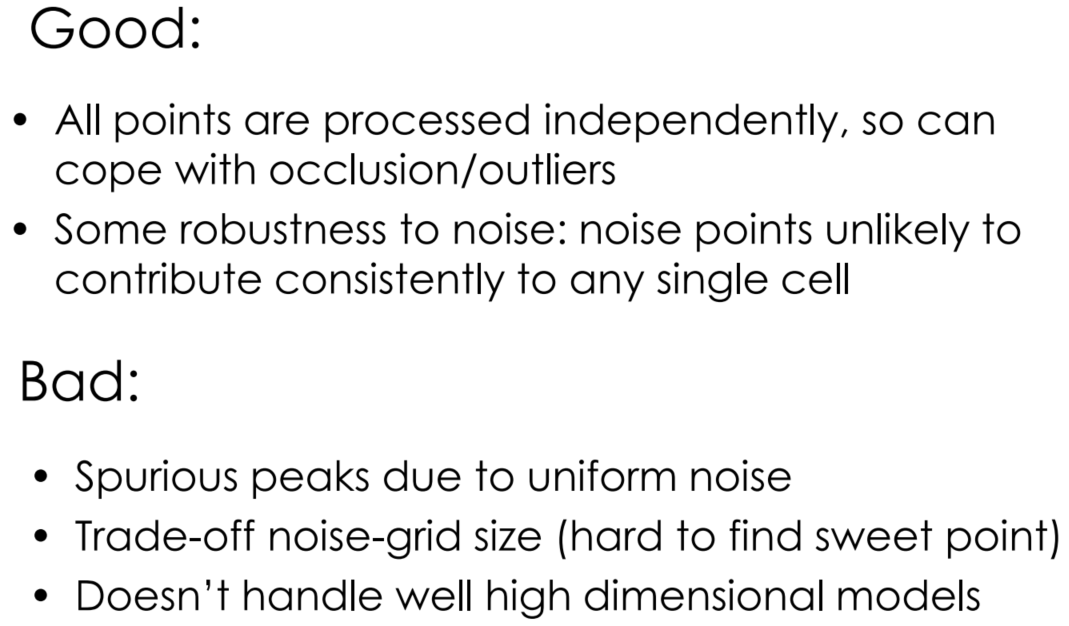 Good:
• All points are processed independently, so can
cope with occlusion/outliers
• Some robustness to noise: noise points unlikely to
contribute consistently to any single cell
Bad:
• Spurious peaks due to uniform noise
• Trade-off noise-grid size (hard to find sweet point)
• Doesn't handle well high dimensional models